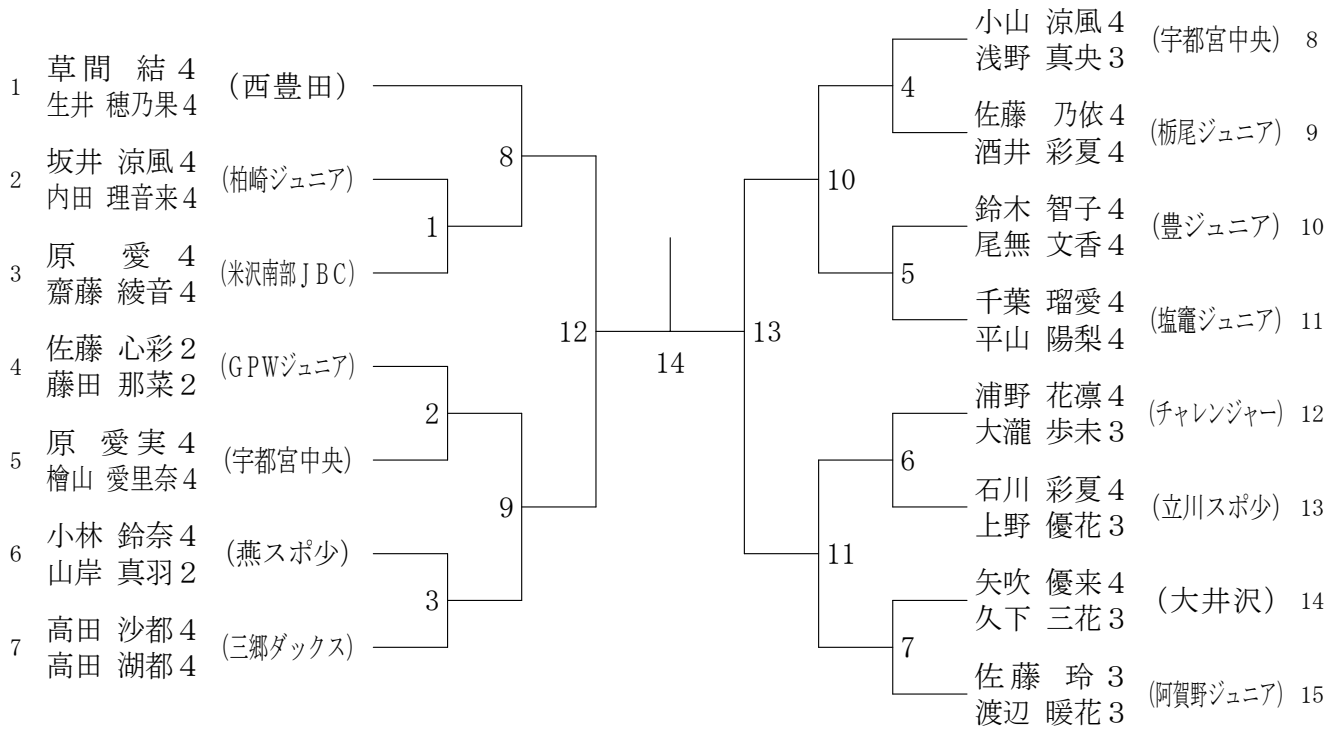 1 草間 結 4 (西豊田)
生井 穂乃果 4
2 坂井 涼風 4 (柏崎ジュニア)
内田 理音来 4
3 原 愛 4 (米沢南部JBC)
齋藤 綾音 4
4 佐藤 心彩 2 (GPWジュニア)
藤田 那菜 2
5 原 愛実 4 (宇都宮中央)
檜山 愛里奈 4
6 小林 鈴奈 4 (燕スポ少)
山岸 真羽 2
7 高田 沙都 4 (三郷ダックス)
高田 湖都 4
8
1
12
2
9
3
14
13
10
4
5
11
6
7
小山 涼風 4 (宇都宮中央) 8
浅野 真央 3
佐藤 乃依 4 (栃尾ジュニア) 9
酒井 彩夏 4
鈴木 智子 4 (豊ジュニア) 10
尾無 文香 4
千葉 瑠愛 4 (塩竈ジュニア) 11
平山 陽梨 4
浦野 花凛 4 (チャレンジャー) 12
大瀧 歩未 3
石川 彩夏 4 (立川スポ少) 13
上野 優花 3
矢吹 優来 4 (大井沢) 14
久下 三花 3
佐藤 玲 3 (阿賀野ジュニア) 15
渡辺 暖花 3